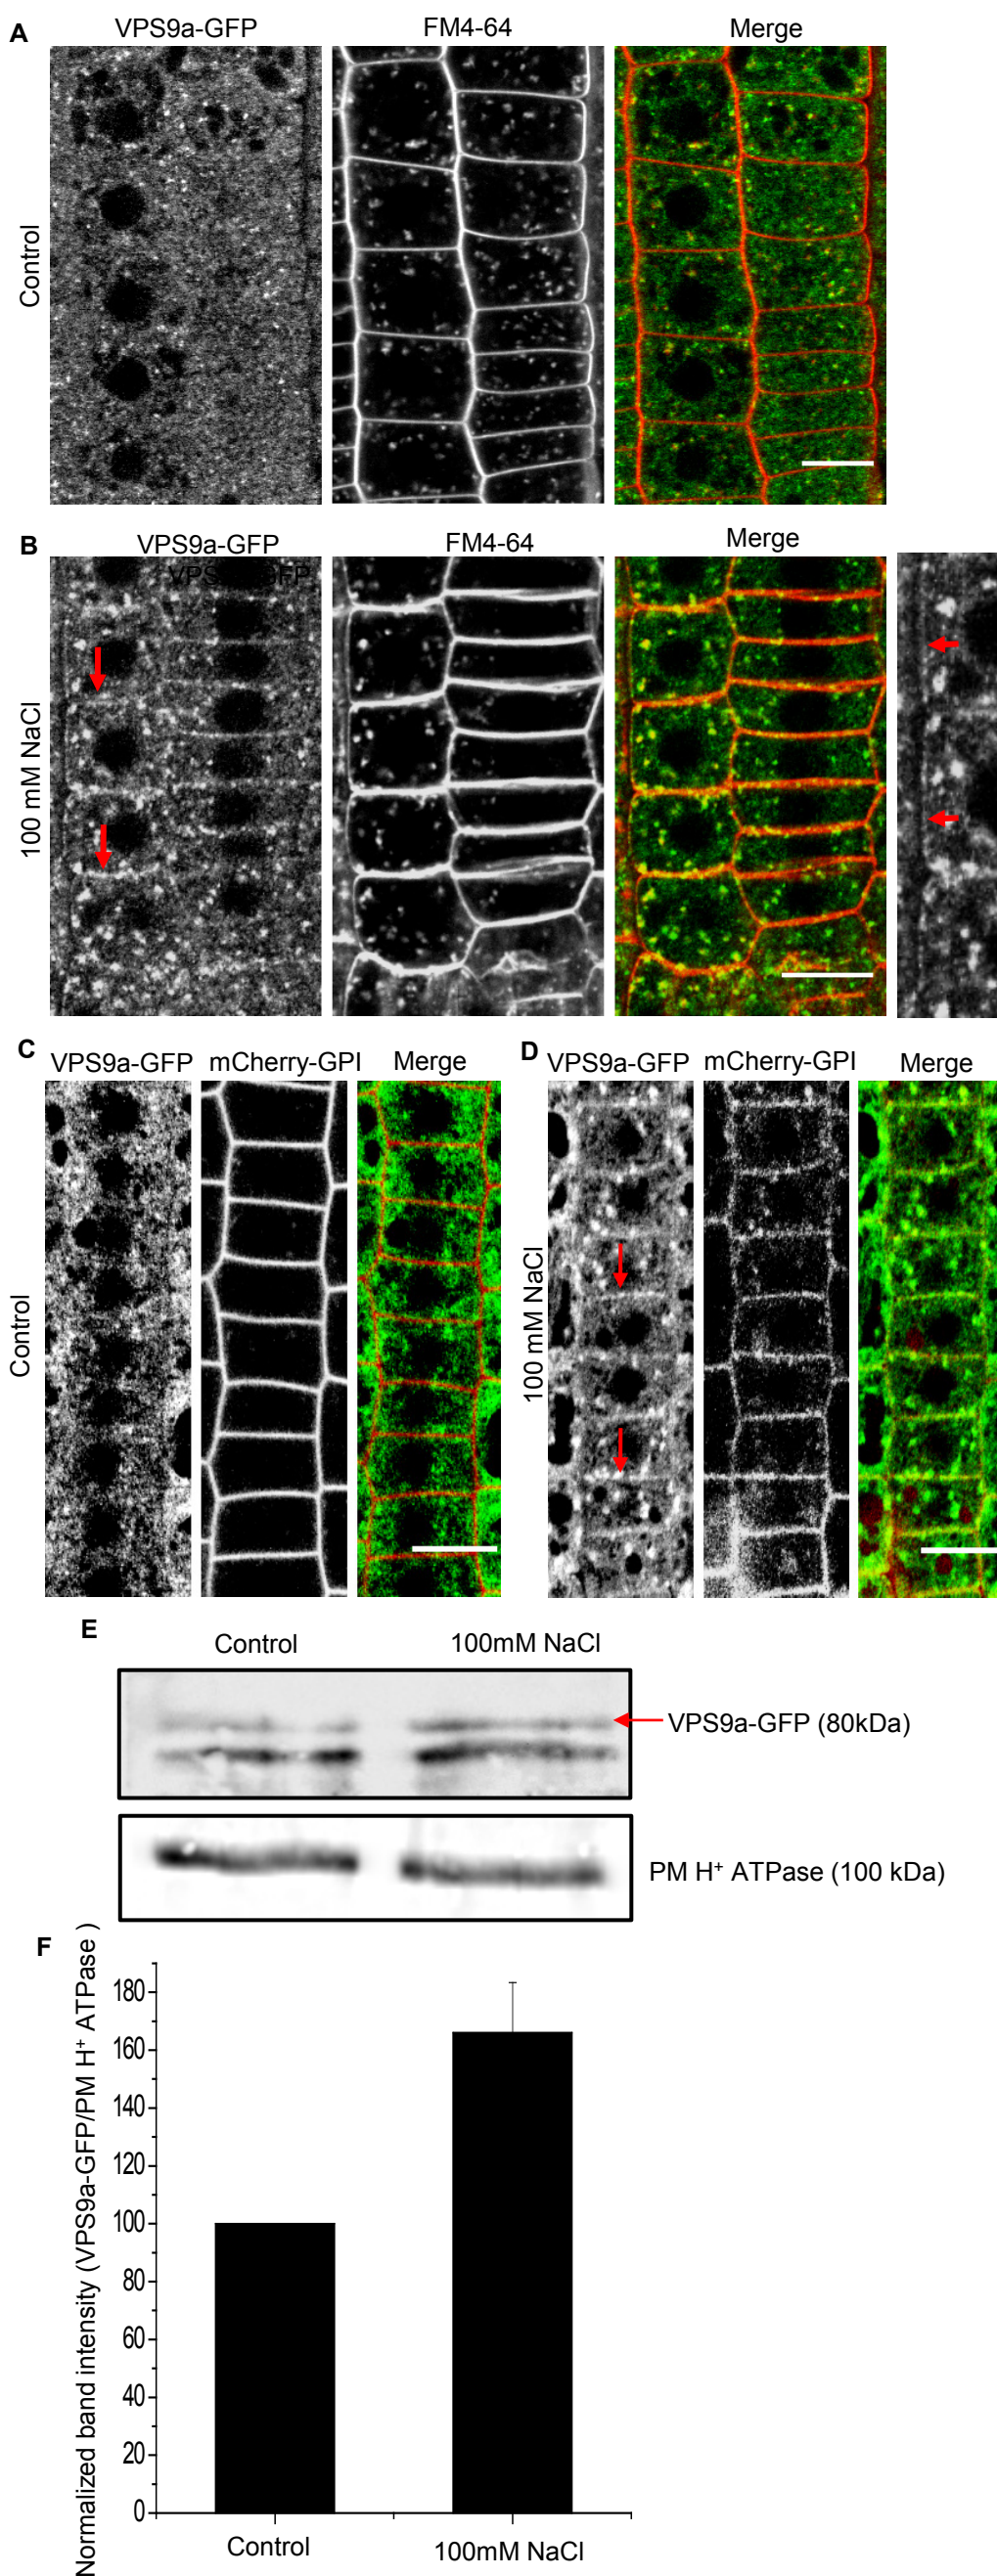 A
VPS9a-GFP
FM4-64
Merge
Control
B
VPS9a-GFP
FM4-64
Merge
VPS9a-GFP
100 mM NaCl
C
VPS9a-GFP
mCherry-GPI
Merge
D
VPS9a-GFP
mCherry-GPI
Merge
Control
100 mM NaCl
E
Control
100mM NaCl
VPS9a-GFP (80kDa)
PM H⁺ ATPase (100 kDa)
F
Normalized band intensity (VPS9a-GFP/PM H⁺ ATPase )
180
160
140
120
100
80
60
40
20
0
Control
100mM NaCl